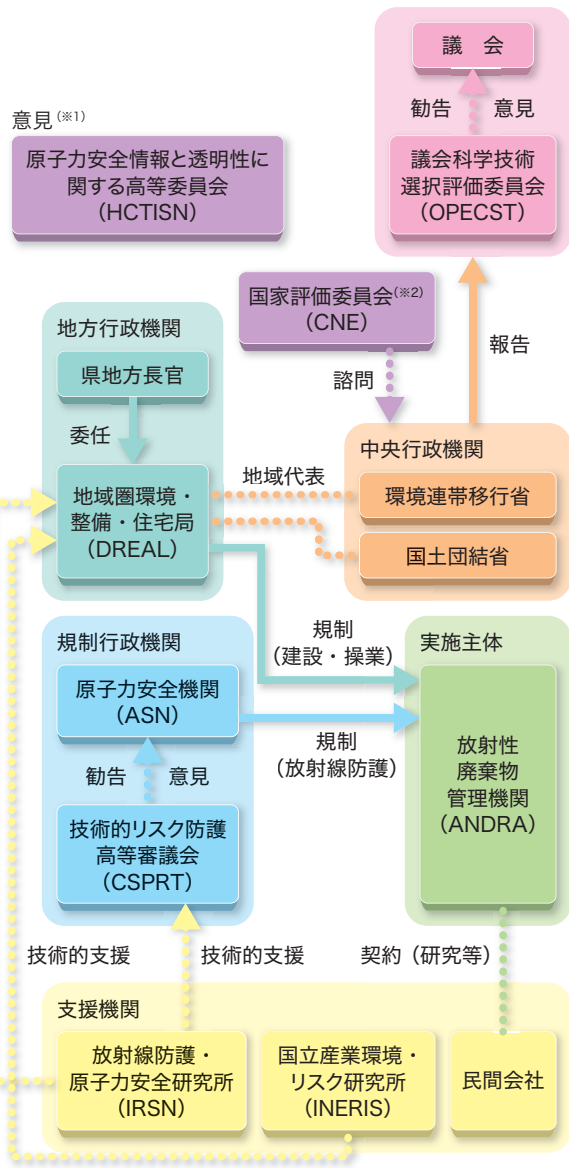 議　会
勧告
意見
議会科学技術
選択評価委員会
(OPECST)
意見(※1)
原子力安全情報と透明性に
関する高等委員会
(HCTISN)
国家評価委員会(※2)
(CNE)
報告
諮問
地方行政機関
県地方長官
委任
地域圏環境・
整備・住宅局
(DREAL)
地域代表
中央行政機関
環境連帯移行省
国土団結省
規制
(建設・操業)
規制行政機関
原子力安全機関
(ASN)
規制
(放射線防護)
勧告
意見
技術的リスク防護
高等審議会
(CSPRT)
実施主体
放射性
廃棄物
管理機関
(ANDRA)
技術的支援
技術的支援
契約（研究等）
支援機関
放射線防護・
原子力安全研究所
(IRSN)
国立産業環境・
リスク研究所
(INERIS)
民間会社